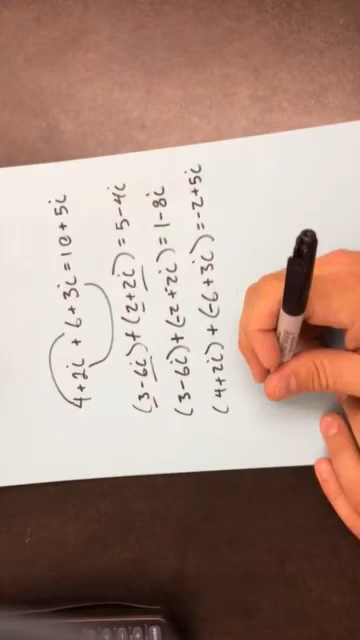 4+2i + 6+3i = 10+5i
(3-6i)+(2+2i) = 5-4i
(3-6i)+(-2+2i) = 1-8i
(4+2i) + (-6+3i) = -2+5i